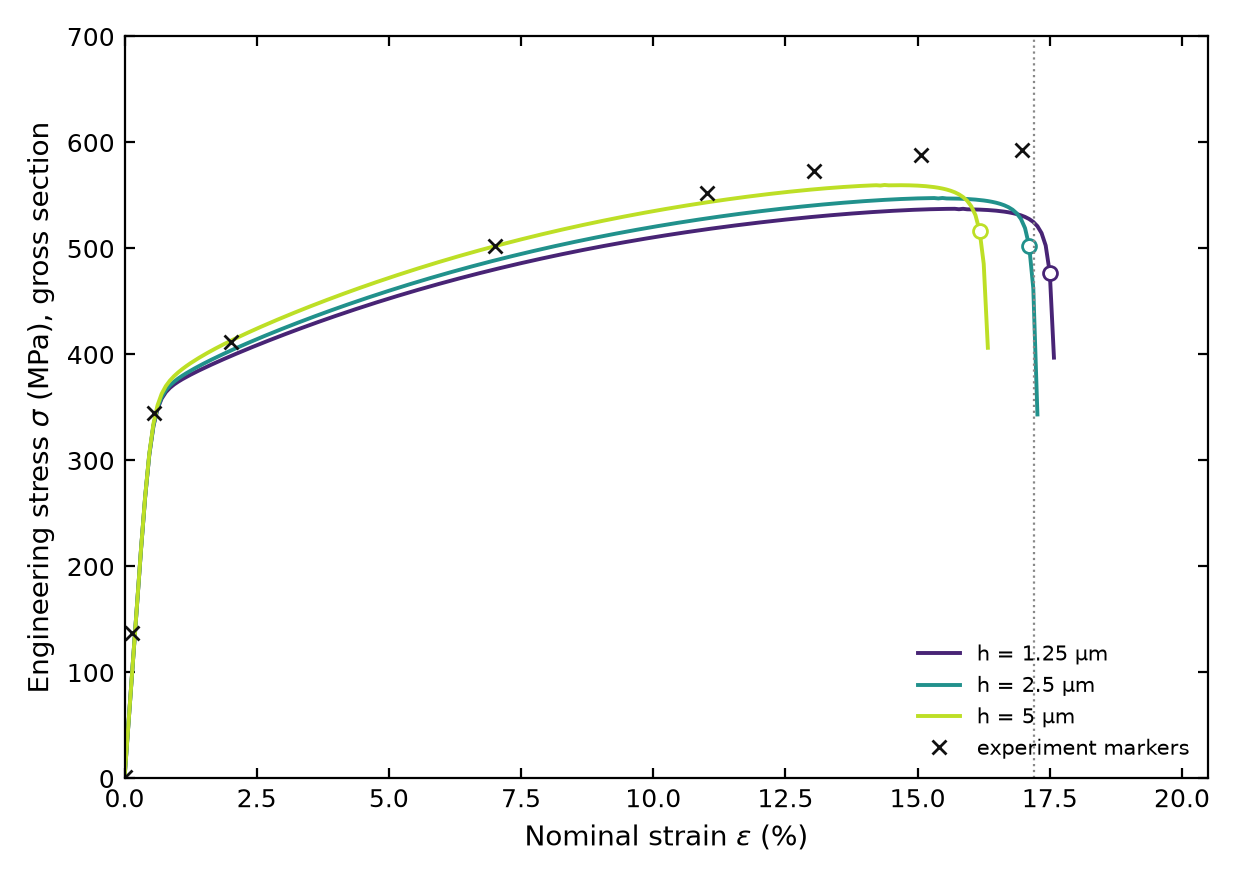 700
600
500
400
300
200
100
0
Engineering stress σ (MPa), gross section
0.0 2.5 5.0 7.5 10.0 12.5 15.0 17.5 20.0
Nominal strain ε (%)
h = 1.25 μm
h = 2.5 μm
h = 5 μm
experiment markers